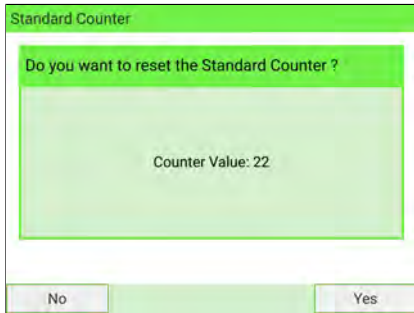 Standard Counter
Do you want to reset the Standard Counter ?
Counter Value: 22
No
Yes